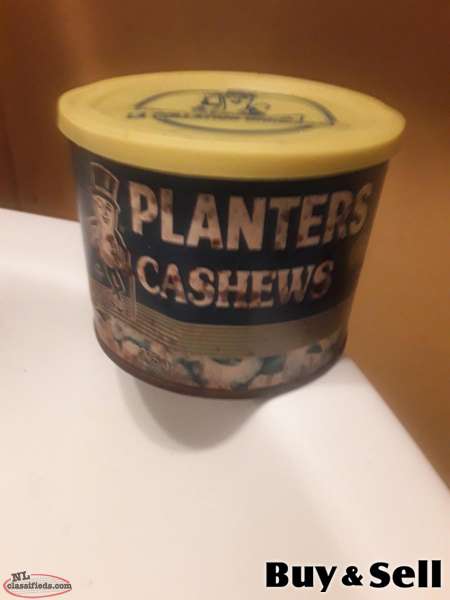 PLANTERS
CASHEWS
NL
classifieds.com
Buy & Sell